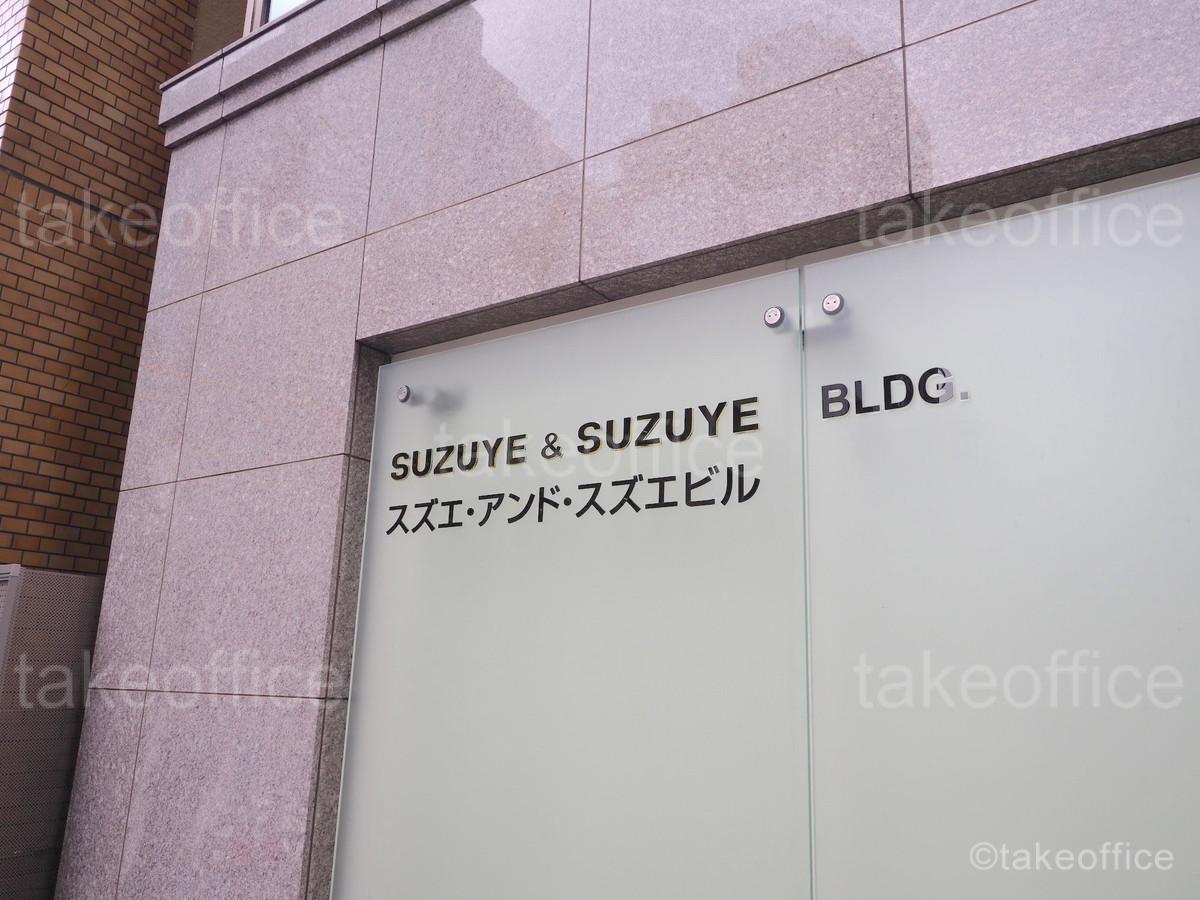 takeoffice
takeoffice
SUZUYE & SUZUYE BLDG.
takeoffice
スズエ・アンド・スズエビル
takeoffice
takeoffice
©takeoffice